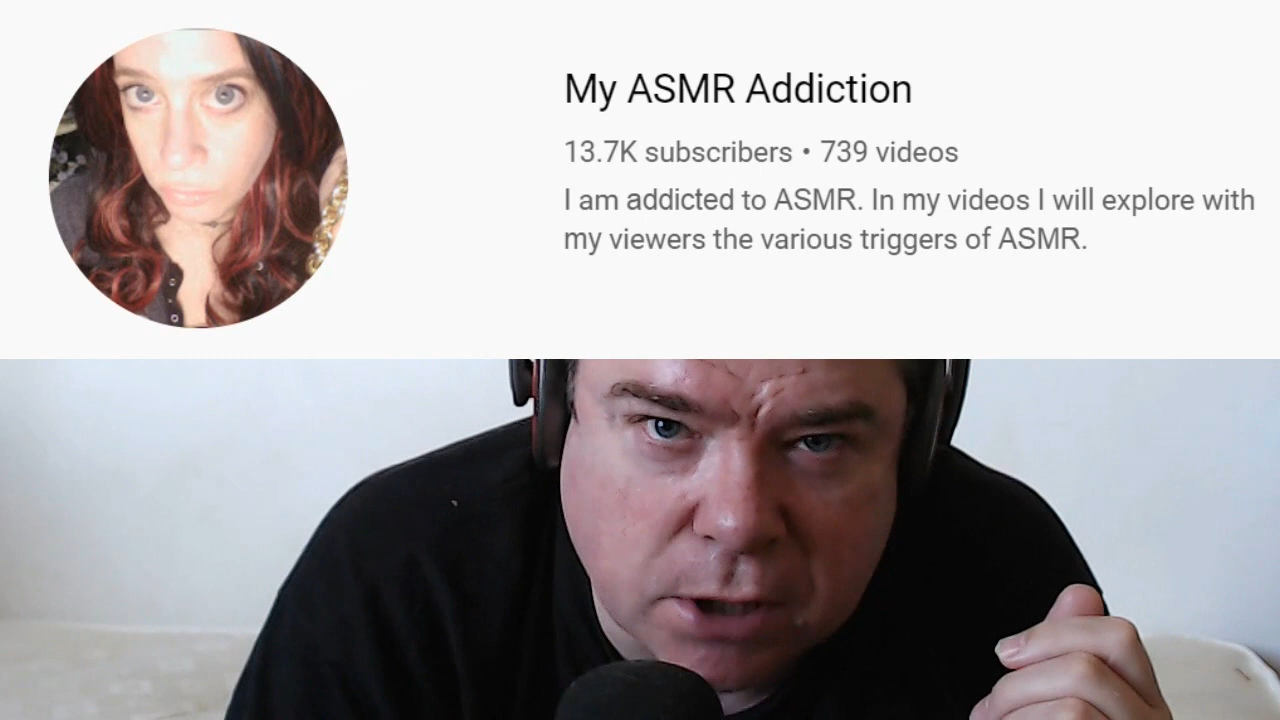 My ASMR Addiction
13.7K subscribers • 739 videos
I am addicted to ASMR. In my videos I will explore with
my viewers the various triggers of ASMR.